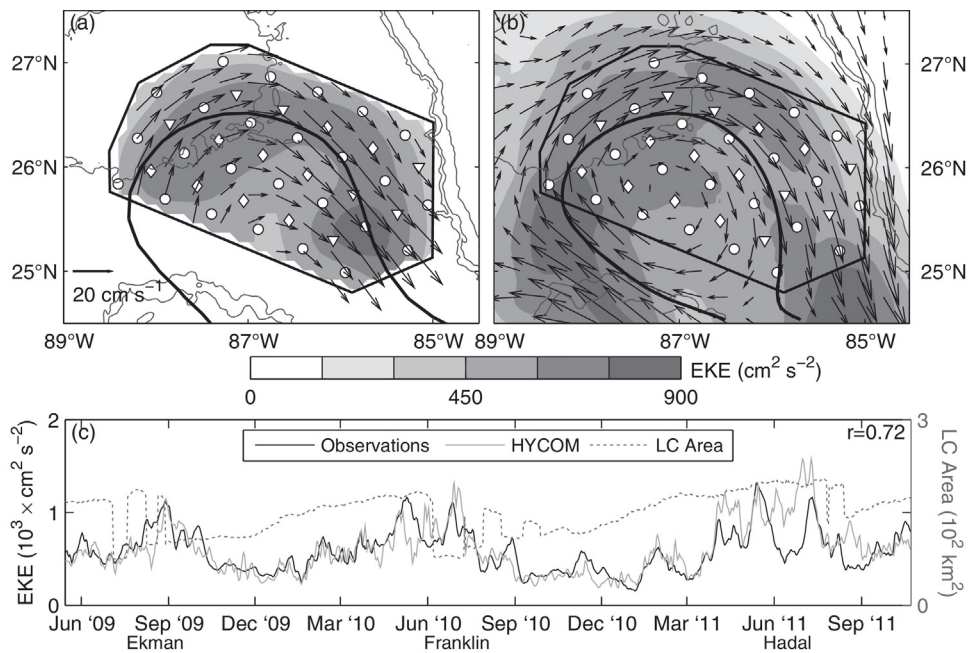 (a)
(b)
27°N
26°N
25°N
20 cm s⁻¹
27°N
26°N
25°N
89°W 87°W 85°W 89°W 87°W 85°W
0 450 900 EKE (cm² s⁻²)
(c)
Observations HYCOM LC Area
r=0.72
EKE (10³ × cm² s⁻²)
2
1
0
LC Area (10² km²)
3
0
Jun '09 Sep '09 Dec '09 Mar '10 Jun '10 Sep '10 Dec '10 Mar '11 Jun '11 Sep '11
Ekman Franklin Hadal